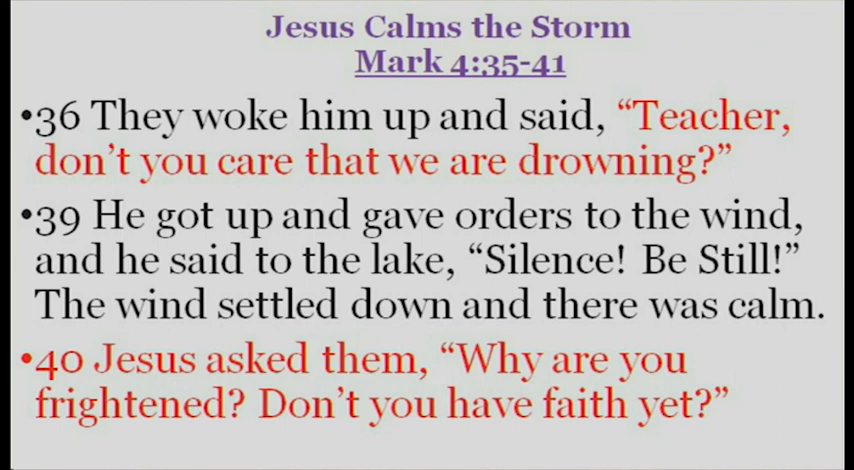 Jesus Calms the Storm
Mark 4:35-41
•36 They woke him up and said, “Teacher,
don’t you care that we are drowning?”
•39 He got up and gave orders to the wind,
and he said to the lake, “Silence! Be Still!”
The wind settled down and there was calm.
•40 Jesus asked them, “Why are you
frightened? Don’t you have faith yet?”